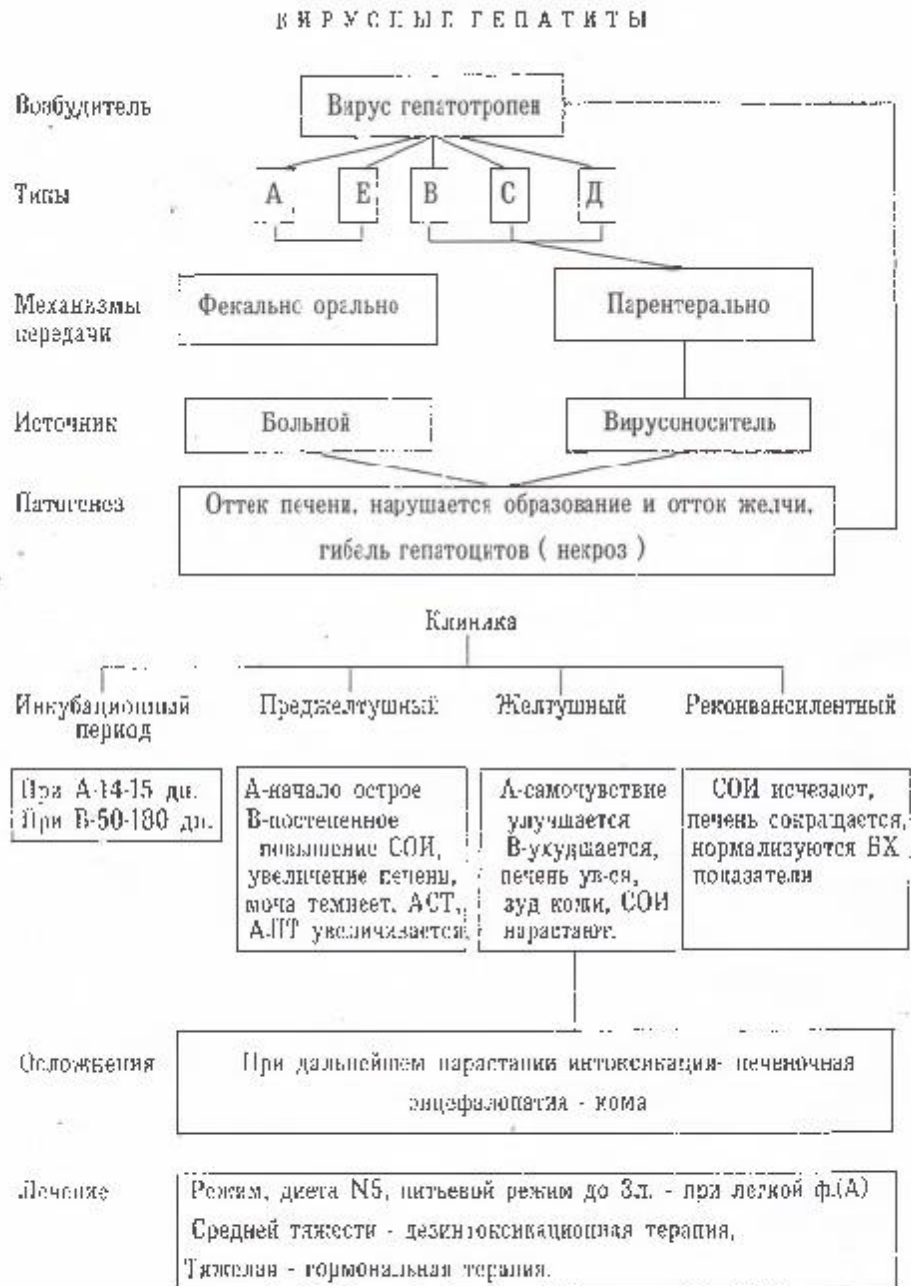 ВИРУСНЫЕ ГЕПАТИТЫ
Возбудитель
Вирус гепатотропен
Типы
А Е В С Д
Механизмы
передачи
Фекально орально
Парентерально
Источник
Больной
Вирусоноситель
Патогенез
Оттек печени, нарушается образование и отток желчи,
гибель гепатоцитов ( некроз )
Клиника
Инкубационный
период
Преджелтушный
Желтушный
Реконвансилентный
При А-14-15 дн.
При В-50-180 дн.
А-начало острое
В-постепенное
повышение СОИ,
увеличение печени,
моча темнеет. АСТ,
АЛТ увеличивается
А-самочувствие
улучшается
В-ухудшается,
печень ув-ся,
зуд кожи, СОИ
нарастают.
СОИ исчезают,
печень сокращается,
нормализуются БХ
показатели
Осложнения
При дальнейшем нарастании интоксикации- печеночная
энцефалопатия - кома
Лечение
Режим, диета N5, питьевой режим до 3л. - при легкой ф.(А)
Средней тяжести - дезинтоксикационная терапия,
Тяжелая - гормональная терапия.